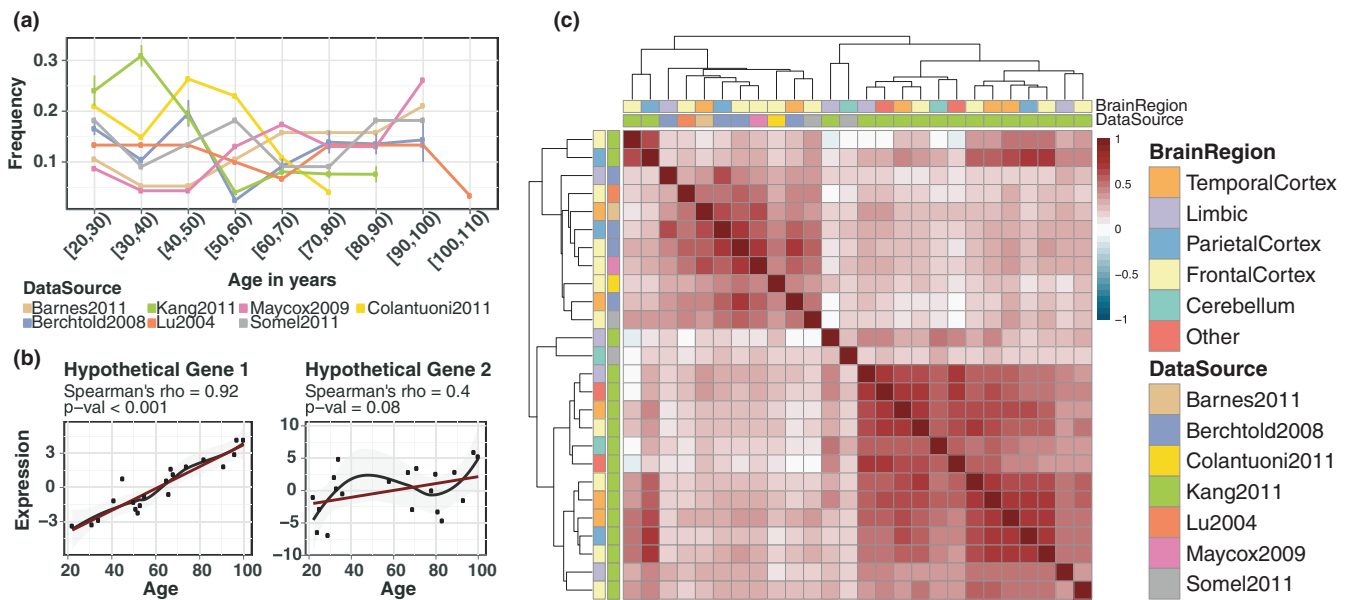 (a)
Frequency
0.3
0.2
0.1
[20,30)
[30,40)
[40,50)
[50,60)
[60,70)
[70,80)
[80,90)
[90,100)
[100,110)
Age in years
DataSource
Barnes2011 Kang2011 Maycox2009 Colantuoni2011
Berchtold2008 Lu2004 Somel2011
(b)
Hypothetical Gene 1
Spearman's rho = 0.92
p-val < 0.001
Expression
3
0
−3
20 40 60 80 100
Age
Hypothetical Gene 2
Spearman's rho = 0.4
p-val = 0.08
10
5
0
−5
−10
20 40 60 80 100
Age
(c)
BrainRegion
DataSource
1
0.5
0
−0.5
−1
BrainRegion
TemporalCortex
Limbic
ParietalCortex
FrontalCortex
Cerebellum
Other
DataSource
Barnes2011
Berchtold2008
Colantuoni2011
Kang2011
Lu2004
Maycox2009
Somel2011